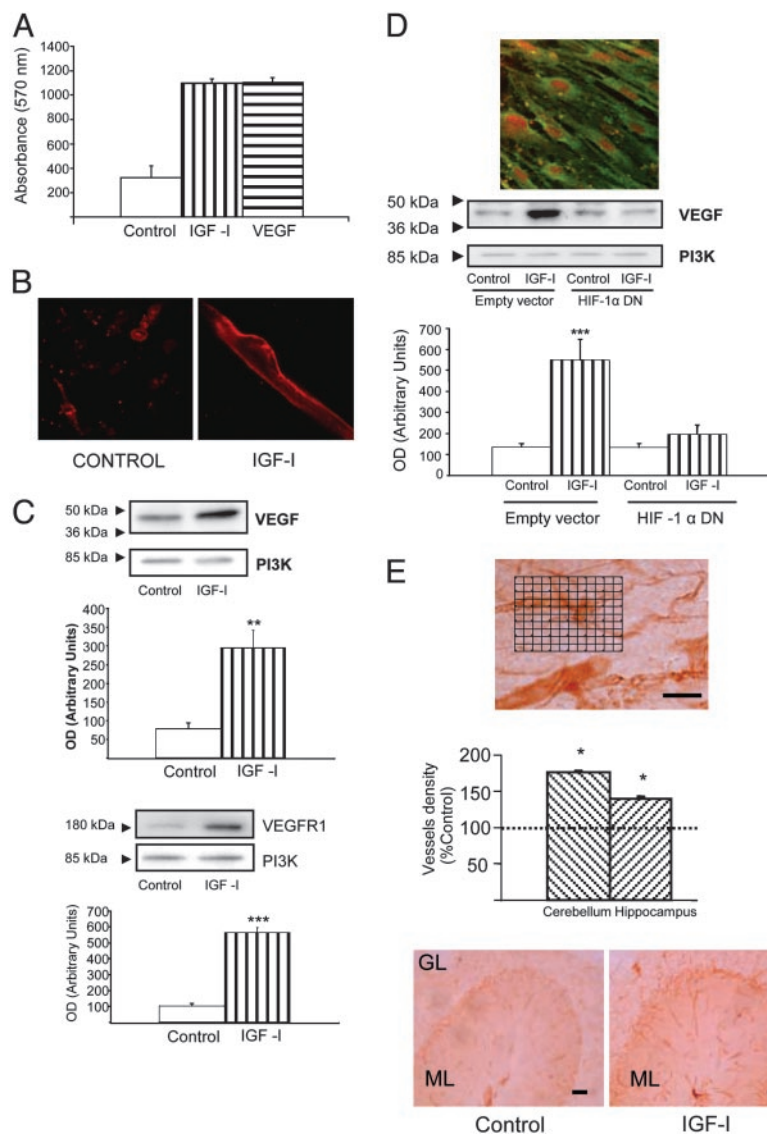 A
1400
1200
1000
800
600
400
200
Absorbance (570 nm)
Control IGF -I VEGF
B
CONTROL IGF-I
C
50 kDa
36 kDa
VEGF
85 kDa
PI3K
Control IGF-I
400
350
300
250
200
150
100
50
OD (Arbitrary Units)
**
Control IGF -I
180 kDa
VEGFR1
85 kDa
PI3K
Control IGF -I
700
600
500
400
300
200
100
OD (Arbitrary Units)
***
Control IGF -I
D
50 kDa
36 kDa
VEGF
85 kDa
PI3K
Control IGF-I Control IGF-I
Empty vector HIF-1α DN
700
600
500
400
300
200
100
0
OD (Arbitrary Units)
***
Control IGF-I Control IGF -I
Empty vector HIF -1 α DN
E
200
150
100
50
Vessels density
(%Control)
* *
Cerebellum Hippocampus
GL
ML ML
Control IGF-I